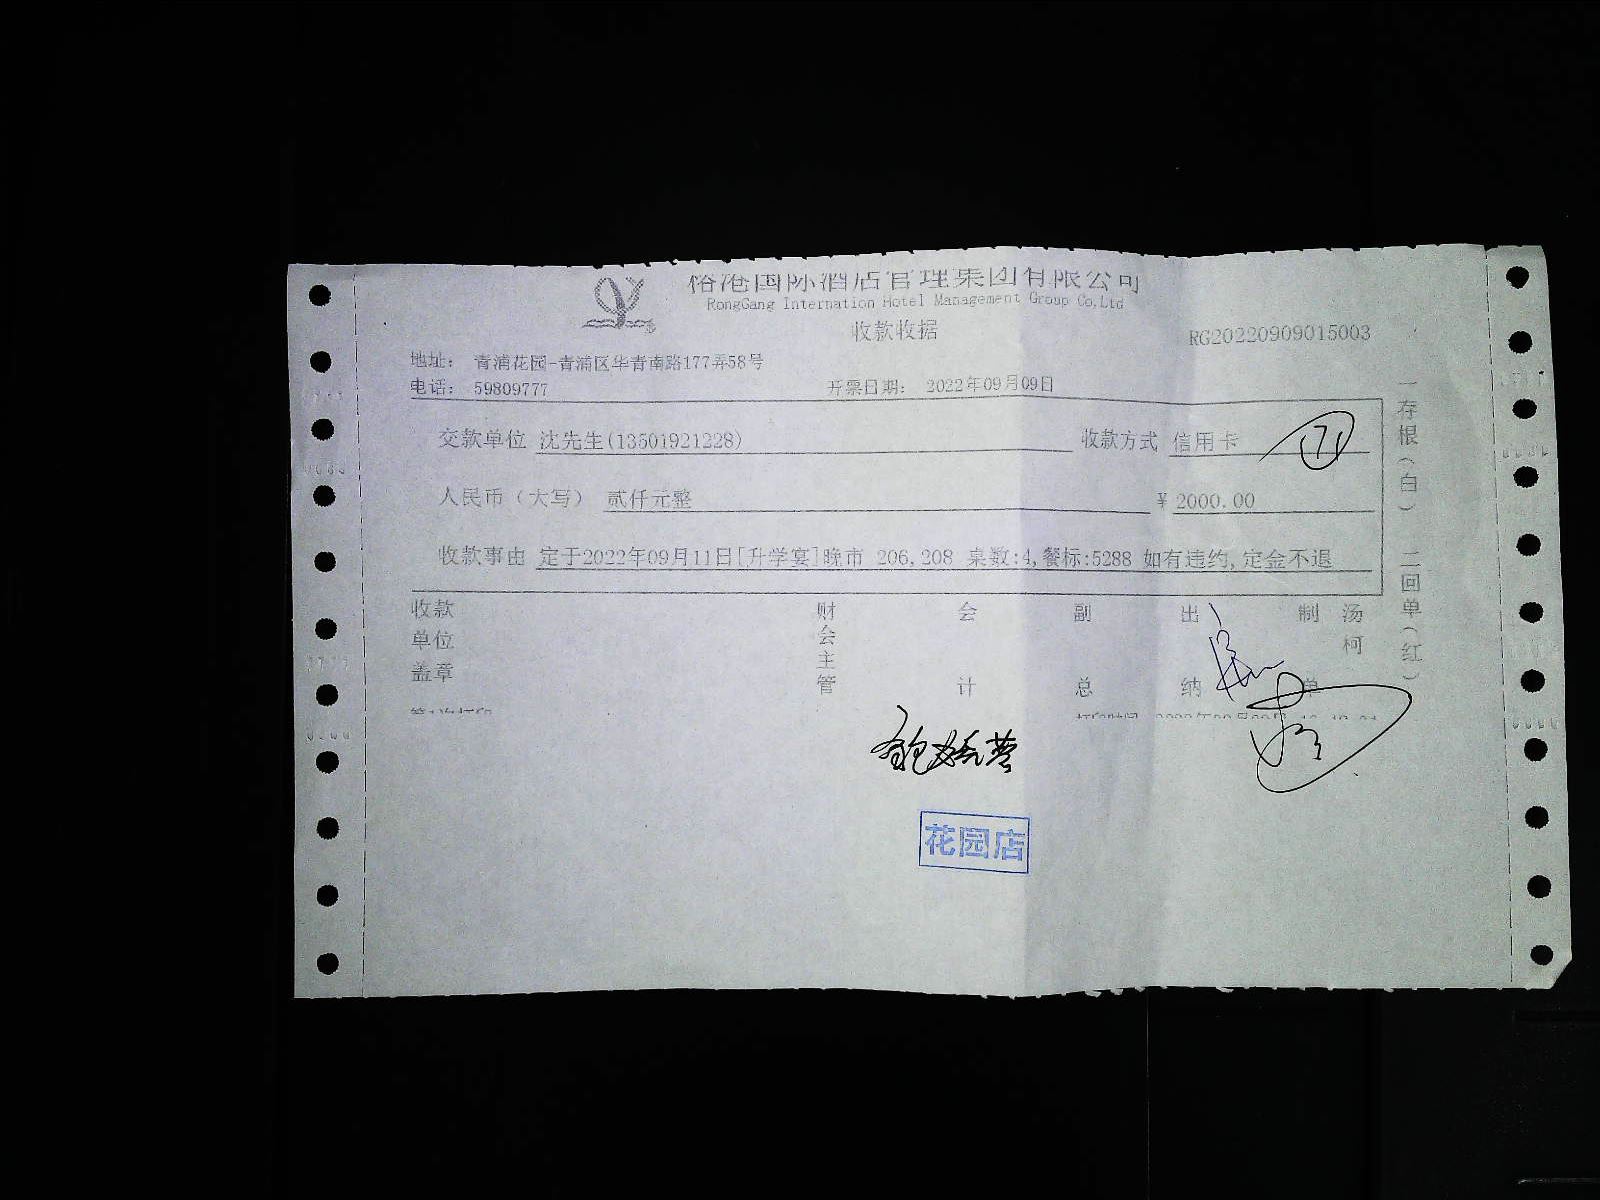 裕港国际酒店管理集团有限公司
RongGang Internation Hotel Management Group Co.Ltd
收款收据
RG20220909015003
地址： 青浦花园-青浦区华青南路177弄58号
电话： 59809777 开票日期： 2022年09月09日
交款单位 沈先生(13501921228) 收款方式 信用卡 71
人民币（大写） 贰仟元整 ￥2000.00
收款事由 定于2022年09月11日[升学宴]晚市 206,208 桌数:4,餐标:5288 如有违约,定金不退
收款单位盖章 财会主管 会计 副总 出纳 制单 汤柯
一存根（白） 二回单（红）
花园店